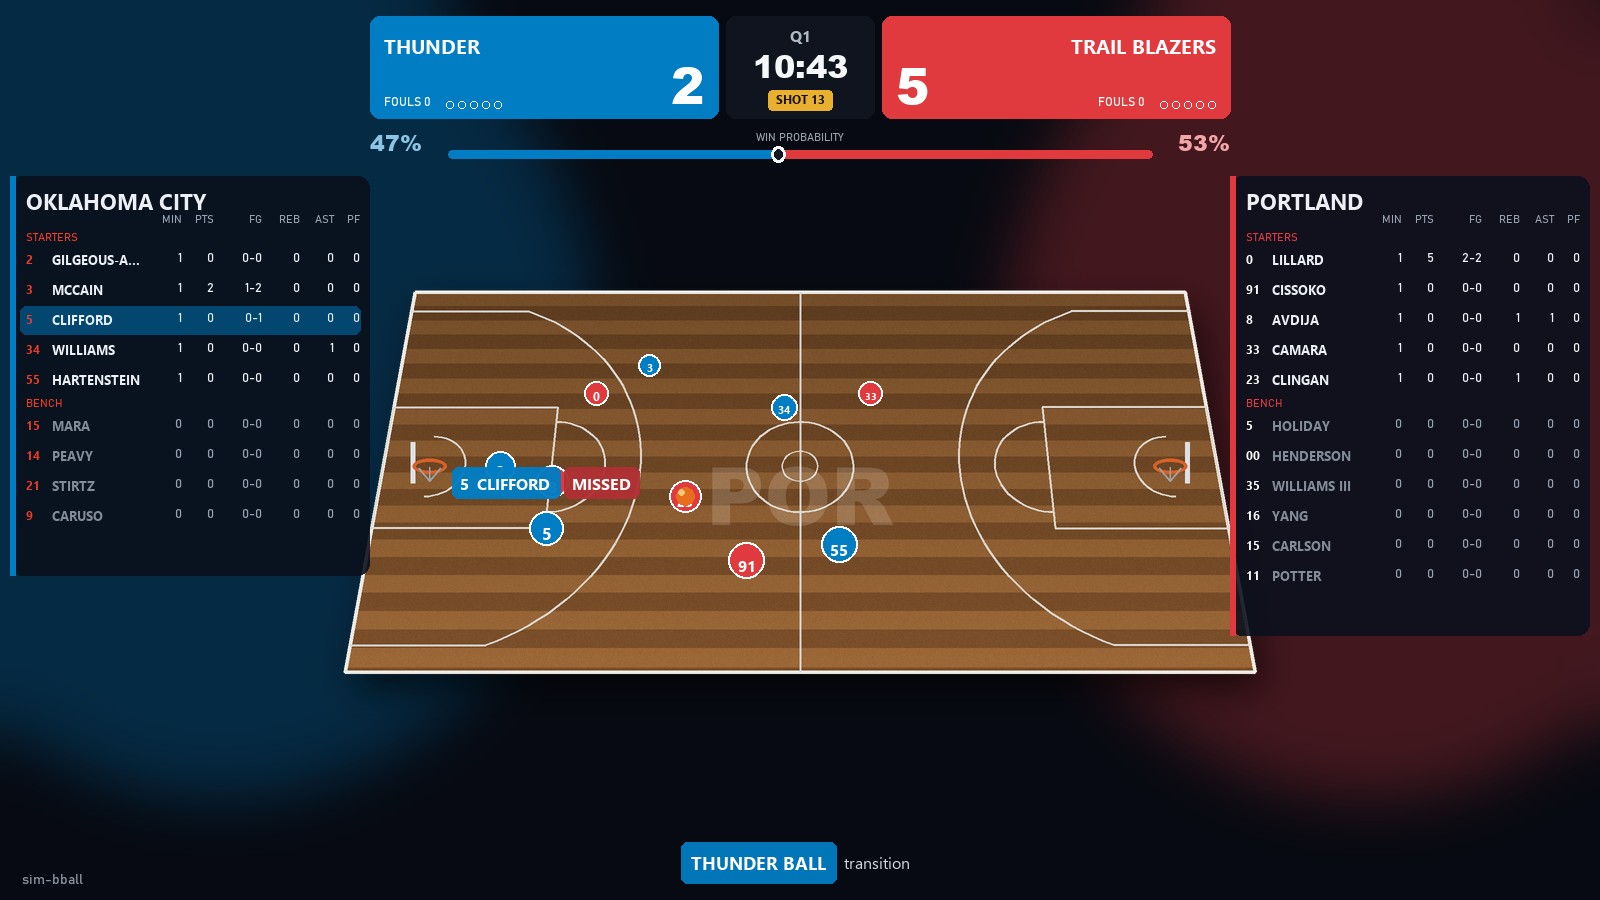 THUNDER
2
FOULS 0
Q1
10:43
SHOT 13
TRAIL BLAZERS
5
FOULS 0
47%
WIN PROBABILITY
53%
OKLAHOMA CITY
MIN PTS FG REB AST PF
STARTERS
2 GILGEOUS-A... 1 0 0-0 0 0 0
3 MCCAIN 1 2 1-2 0 0 0
5 CLIFFORD 1 0 0-1 0 0 0
34 WILLIAMS 1 0 0-0 0 1 0
55 HARTENSTEIN 1 0 0-0 0 0 0
BENCH
15 MARA 0 0 0-0 0 0 0
14 PEAVY 0 0 0-0 0 0 0
21 STIRTZ 0 0 0-0 0 0 0
9 CARUSO 0 0 0-0 0 0 0
PORTLAND
MIN PTS FG REB AST PF
STARTERS
0 LILLARD 1 5 2-2 0 0 0
91 CISSOKO 1 0 0-0 0 0 0
8 AVDIJA 1 0 0-0 1 1 0
33 CAMARA 1 0 0-0 0 0 0
23 CLINGAN 1 0 0-0 1 0 0
BENCH
5 HOLIDAY 0 0 0-0 0 0 0
00 HENDERSON 0 0 0-0 0 0 0
35 WILLIAMS III 0 0 0-0 0 0 0
16 YANG 0 0 0-0 0 0 0
15 CARLSON 0 0 0-0 0 0 0
11 POTTER 0 0 0-0 0 0 0
3
0
33
34
5 CLIFFORD MISSED
POR
5
55
91
THUNDER BALL transition
sim-bball